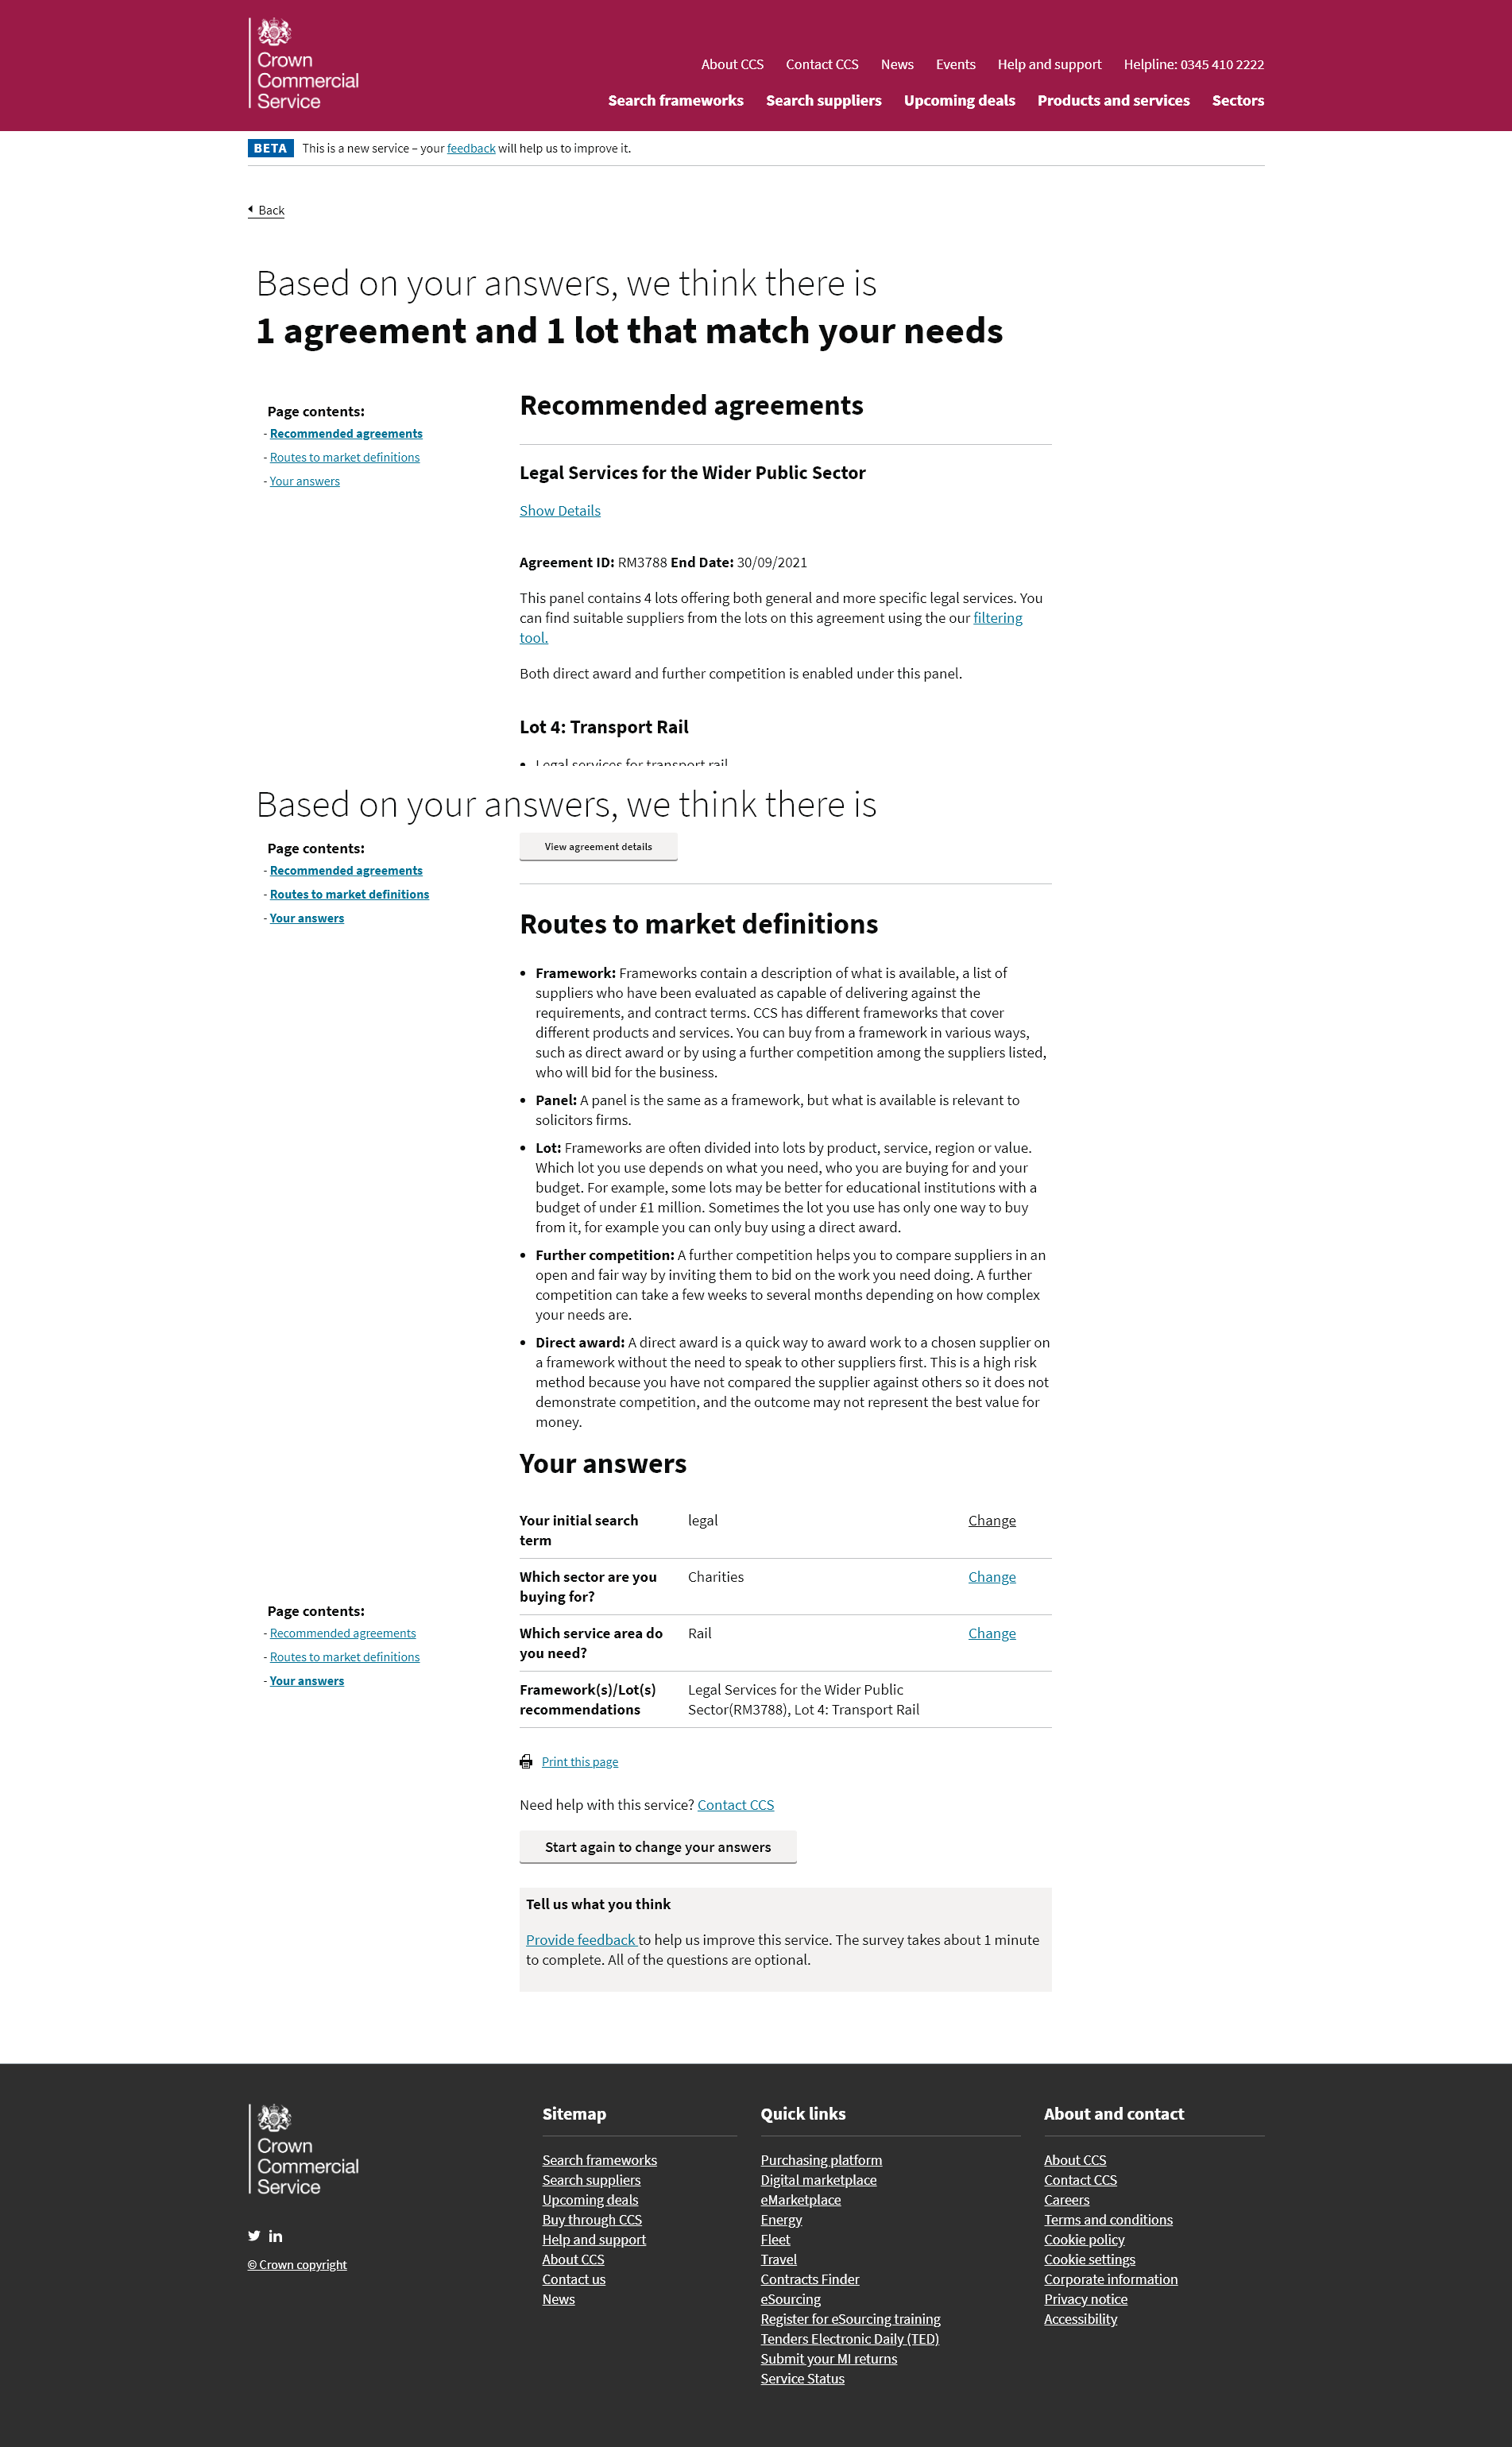 Crown
Commercial
Service
About CCS Contact CCS News Events Help and support Helpline: 0345 410 2222
Search frameworks Search suppliers Upcoming deals Products and services Sectors
BETA This is a new service – your feedback will help us to improve it.
Back
Based on your answers, we think there is
1 agreement and 1 lot that match your needs
Page contents:
- Recommended agreements
- Routes to market definitions
- Your answers
Recommended agreements
Legal Services for the Wider Public Sector
Show Details
Agreement ID: RM3788 End Date: 30/09/2021
This panel contains 4 lots offering both general and more specific legal services. You
can find suitable suppliers from the lots on this agreement using the our filtering
tool.
Both direct award and further competition is enabled under this panel.
Lot 4: Transport Rail
• Legal services for transport rail
Based on your answers, we think there is
Page contents:
- Recommended agreements
- Routes to market definitions
- Your answers
View agreement details
Routes to market definitions
• Framework: Frameworks contain a description of what is available, a list of
suppliers who have been evaluated as capable of delivering against the
requirements, and contract terms. CCS has different frameworks that cover
different products and services. You can buy from a framework in various ways,
such as direct award or by using a further competition among the suppliers listed,
who will bid for the business.
• Panel: A panel is the same as a framework, but what is available is relevant to
solicitors firms.
• Lot: Frameworks are often divided into lots by product, service, region or value.
Which lot you use depends on what you need, who you are buying for and your
budget. For example, some lots may be better for educational institutions with a
budget of under £1 million. Sometimes the lot you use has only one way to buy
from it, for example you can only buy using a direct award.
• Further competition: A further competition helps you to compare suppliers in an
open and fair way by inviting them to bid on the work you need doing. A further
competition can take a few weeks to several months depending on how complex
your needs are.
• Direct award: A direct award is a quick way to award work to a chosen supplier on
a framework without the need to speak to other suppliers first. This is a high risk
method because you have not compared the supplier against others so it does not
demonstrate competition, and the outcome may not represent the best value for
money.
Your answers
Your initial search
term
legal
Change
Which sector are you
buying for?
Charities
Change
Page contents:
- Recommended agreements
- Routes to market definitions
- Your answers
Which service area do
you need?
Rail
Change
Framework(s)/Lot(s)
recommendations
Legal Services for the Wider Public
Sector(RM3788), Lot 4: Transport Rail
Print this page
Need help with this service? Contact CCS
Start again to change your answers
Tell us what you think
Provide feedback to help us improve this service. The survey takes about 1 minute
to complete. All of the questions are optional.
Crown
Commercial
Service
© Crown copyright
Sitemap
Search frameworks
Search suppliers
Upcoming deals
Buy through CCS
Help and support
About CCS
Contact us
News
Quick links
Purchasing platform
Digital marketplace
eMarketplace
Energy
Fleet
Travel
Contracts Finder
eSourcing
Register for eSourcing training
Tenders Electronic Daily (TED)
Submit your MI returns
Service Status
About and contact
About CCS
Contact CCS
Careers
Terms and conditions
Cookie policy
Cookie settings
Corporate information
Privacy notice
Accessibility